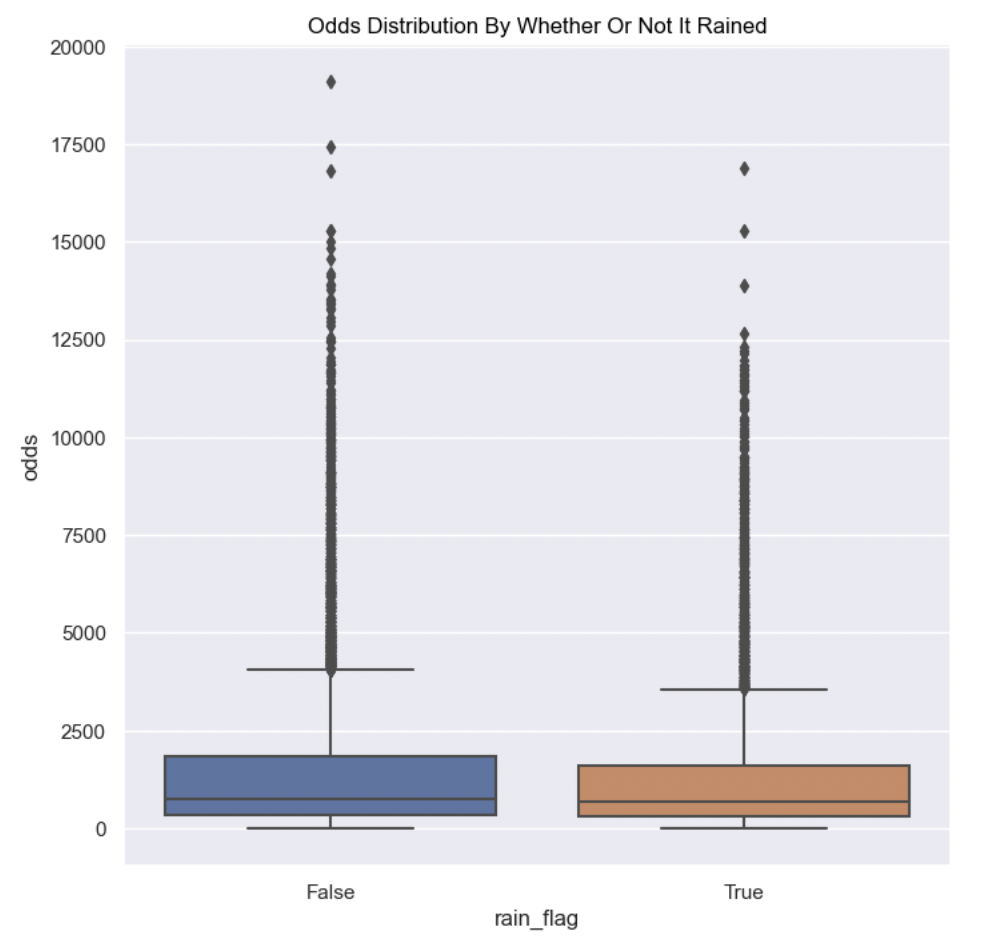 Odds Distribution By Whether Or Not It Rained
20000
17500
15000
12500
10000
7500
5000
2500
0
odds
False True
rain_flag